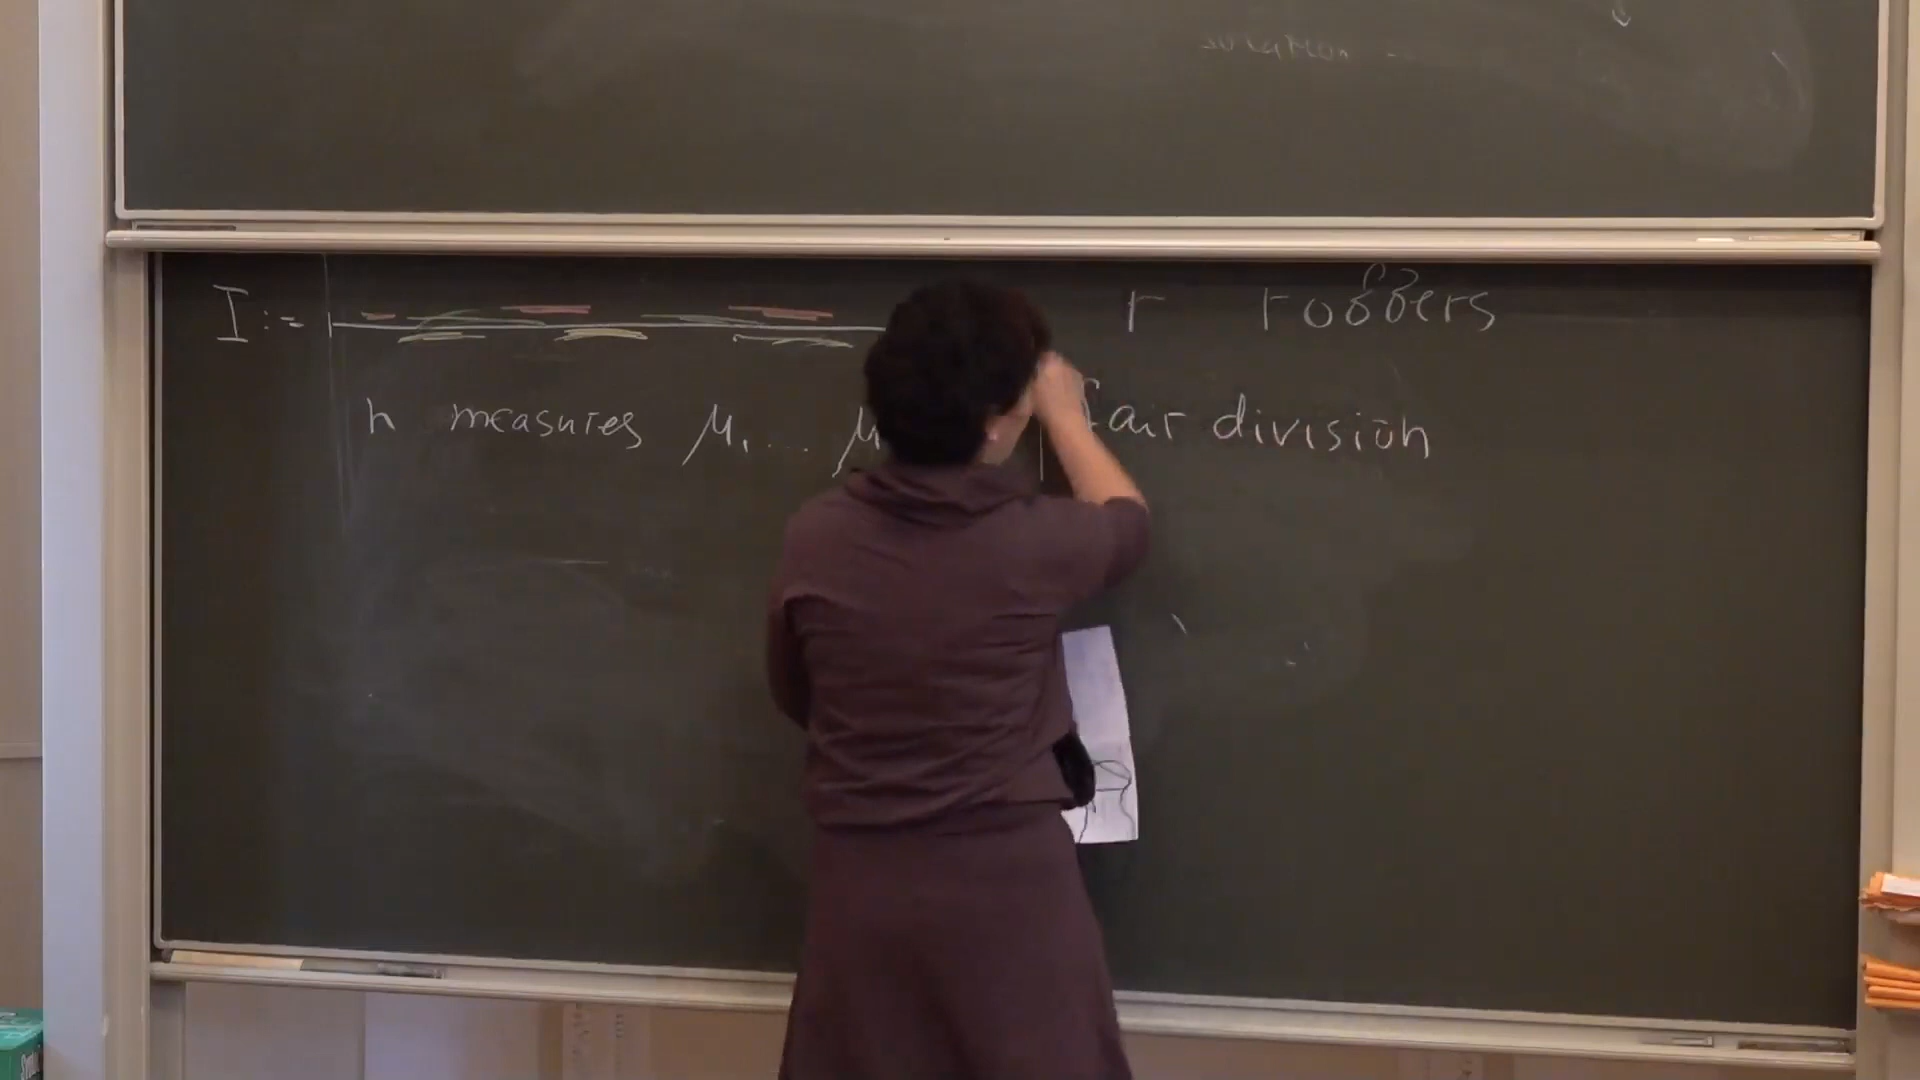 I := r robbers
n measures μ₁ ... μ fair division